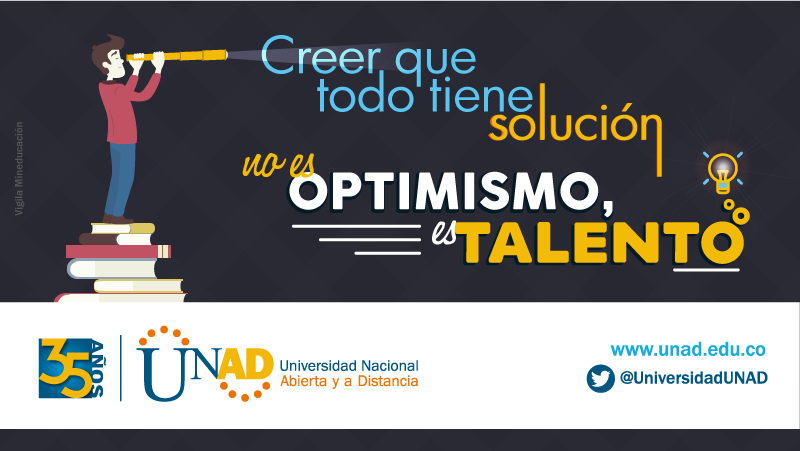 Creer que
todo tiene
solución
no es
OPTIMISMO,
es TALENTO
Vigila Mineducación
35 AÑOS
UNAD
Universidad Nacional
Abierta y a Distancia
www.unad.edu.co
@UniversidadUNAD